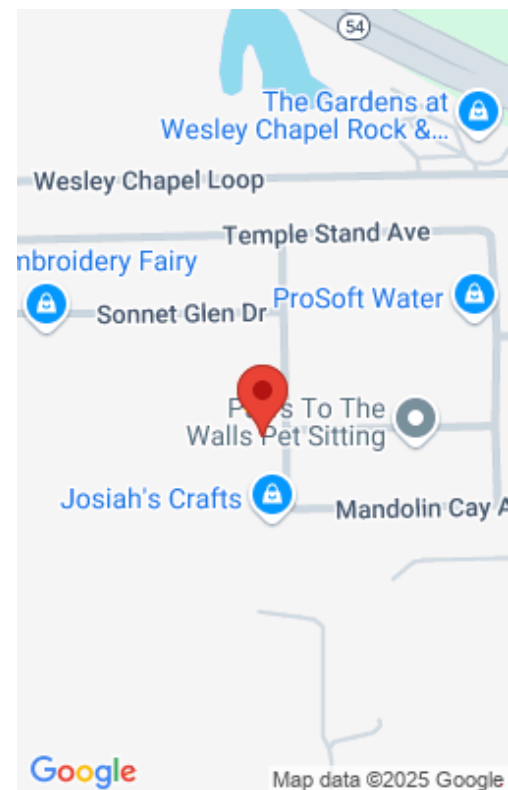 54
The Gardens at
Wesley Chapel Rock &...
Wesley Chapel Loop
Temple Stand Ave
mbroidery Fairy
Sonnet Glen Dr
ProSoft Water
To The
Walls Pet Sitting
Josiah's Crafts
Mandolin Cay A
Google
Map data ©2025 Google